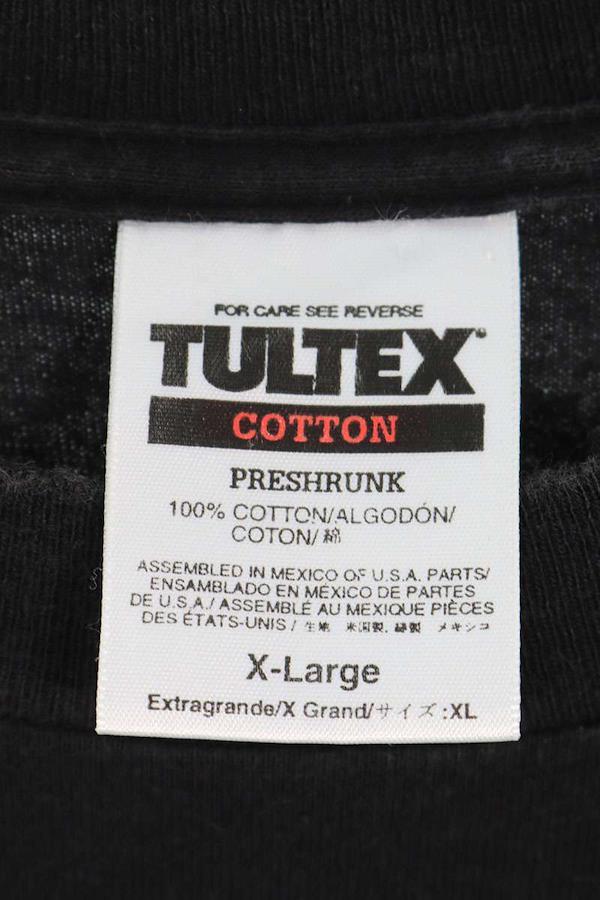 FOR CARE SEE REVERSE
TULTEX®
COTTON
PRESHRUNK
100% COTTON/ALGODÓN/
COTON/綿
ASSEMBLED IN MEXICO OF U.S.A. PARTS/
ENSAMBLADO EN MÉXICO DE PARTES
DE U.S.A./ ASSEMBLÉ AU MEXIQUE PIÈCES
DES ÉTATS-UNIS / 生地 米国製, 縫製 メキシコ
X-Large
Extragrande/X Grand/サイズ:XL